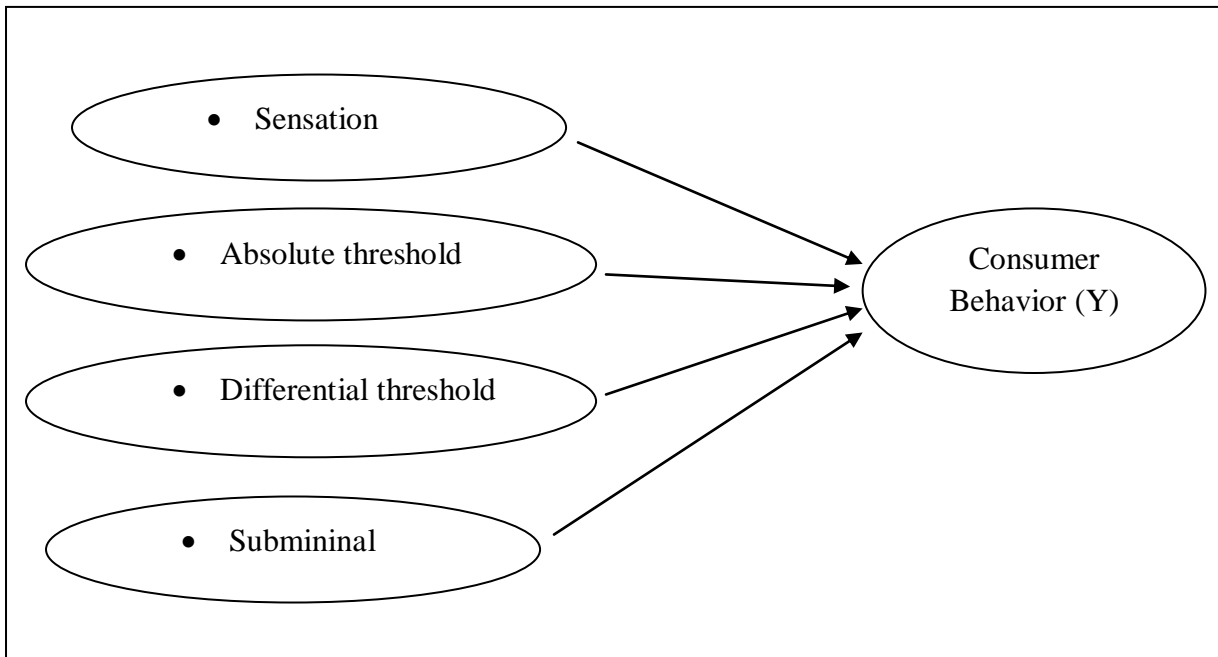 • Sensation
• Absolute threshold
• Differential threshold
• Submininal
Consumer
Behavior (Y)